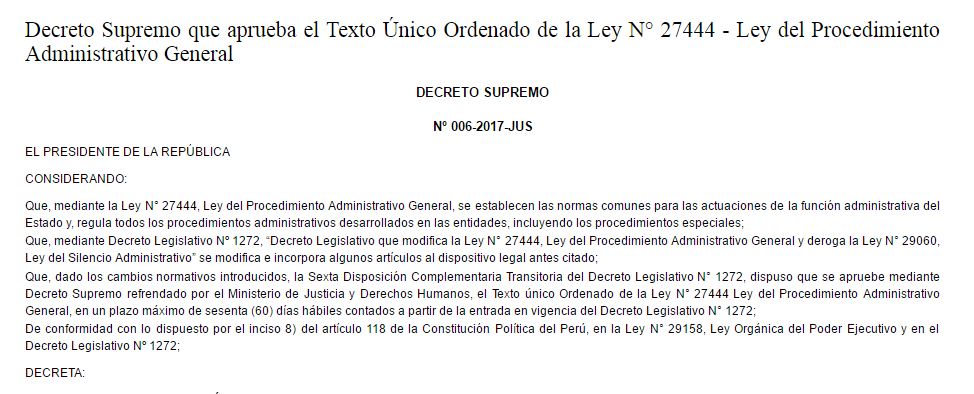 Decreto Supremo que aprueba el Texto Único Ordenado de la Ley N° 27444 - Ley del Procedimiento
Administrativo General
DECRETO SUPREMO
Nº 006-2017-JUS
EL PRESIDENTE DE LA REPÚBLICA
CONSIDERANDO:
Que, mediante la Ley N° 27444, Ley del Procedimiento Administrativo General, se establecen las normas comunes para las actuaciones de la función administrativa del
Estado y, regula todos los procedimientos administrativos desarrollados en las entidades, incluyendo los procedimientos especiales;
Que, mediante Decreto Legislativo Nº 1272, “Decreto Legislativo que modifica la Ley N° 27444, Ley del Procedimiento Administrativo General y deroga la Ley N° 29060,
Ley del Silencio Administrativo” se modifica e incorpora algunos artículos al dispositivo legal antes citado;
Que, dado los cambios normativos introducidos, la Sexta Disposición Complementaria Transitoria del Decreto Legislativo N° 1272, dispuso que se apruebe mediante
Decreto Supremo refrendado por el Ministerio de Justicia y Derechos Humanos, el Texto único Ordenado de la Ley N° 27444 Ley del Procedimiento Administrativo
General, en un plazo máximo de sesenta (60) días hábiles contados a partir de la entrada en vigencia del Decreto Legislativo N° 1272;
De conformidad con lo dispuesto por el inciso 8) del artículo 118 de la Constitución Política del Perú, en la Ley N° 29158, Ley Orgánica del Poder Ejecutivo y en el
Decreto Legislativo Nº 1272;
DECRETA: